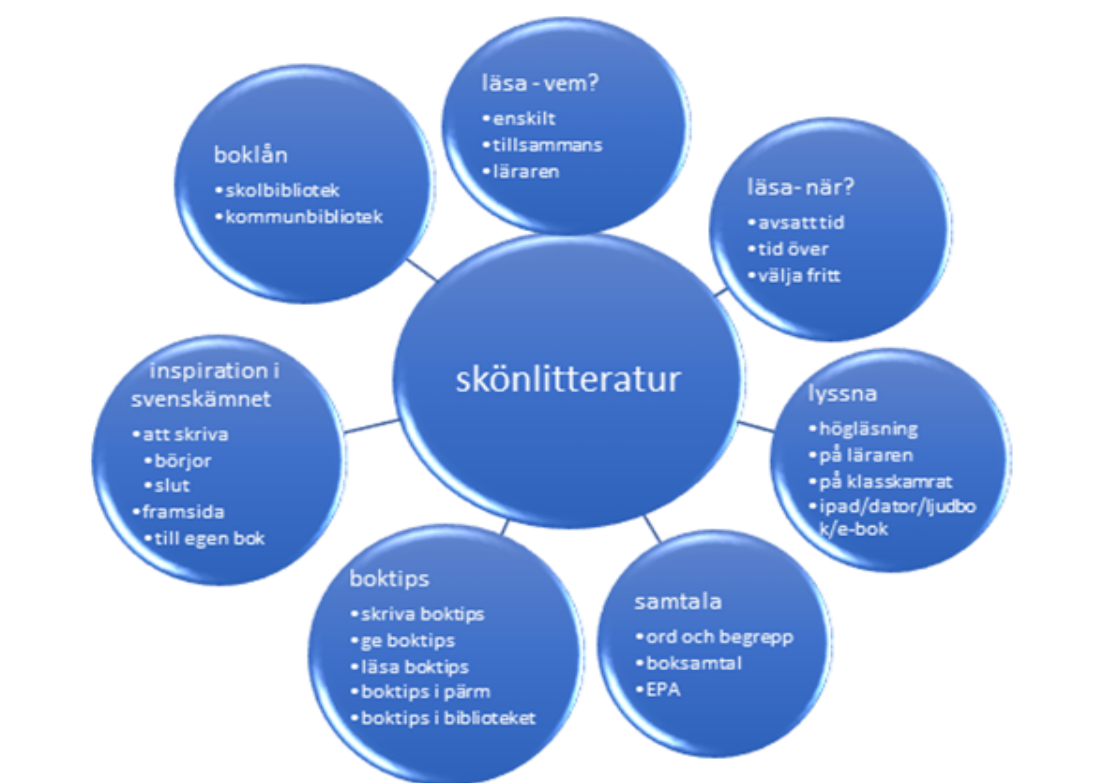 läsa - vem?
•enskilt
•tillsammans
•läraren
läsa- när?
•avsatt tid
•tid över
•välja fritt
lyssna
•högläsning
•på läraren
•på klasskamrat
•ipad/dator/ljudbo
k/e-bok
samtala
•ord och begrepp
•boksamtal
•EPA
boktips
•skriva boktips
•ge boktips
•läsa boktips
•boktips i pärm
•boktips i biblioteket
inspiration i
svenskämnet
•att skriva
•börjor
•slut
•framsida
•till egen bok
boklån
•skolbibliotek
•kommunbibliotek
skönlitteratur